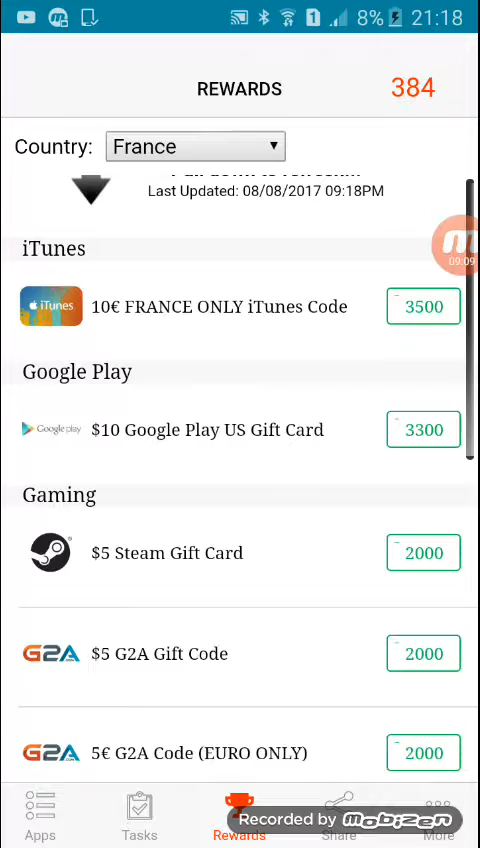 8% 21:18
REWARDS 384
Country: France
Last Updated: 08/08/2017 09:18PM
iTunes
09:09
iTunes 10€ FRANCE ONLY iTunes Code 3500
Google Play
Google play $10 Google Play US Gift Card 3300
Gaming
$5 Steam Gift Card 2000
G2A.COM $5 G2A Gift Code 2000
G2A.COM 5€ G2A Code (EURO ONLY) 2000
Recorded by mobizen
Apps Tasks Rewards Share More